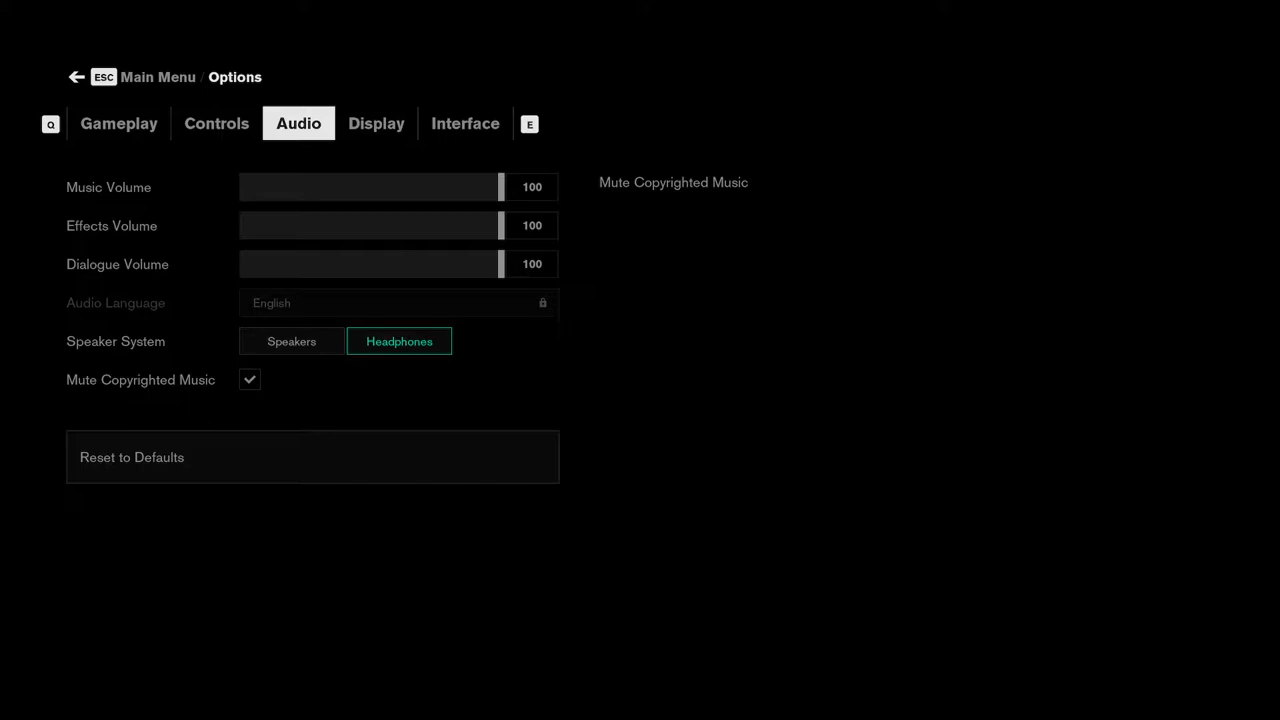 ESC Main Menu / Options
Q Gameplay Controls Audio Display Interface E
Music Volume 100
Mute Copyrighted Music
Effects Volume 100
Dialogue Volume 100
Audio Language English
Speaker System Speakers Headphones
Mute Copyrighted Music
Reset to Defaults